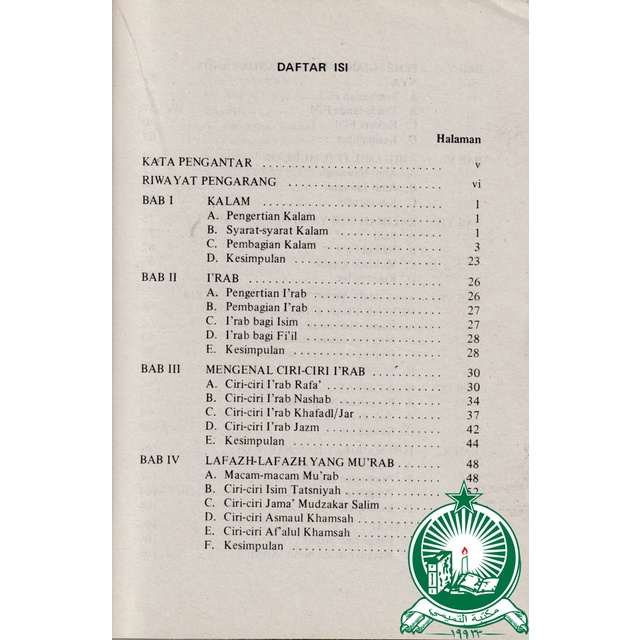 DAFTAR ISI
Halaman
KATA PENGANTAR .......................... v
RIWAYAT PENGARANG ....................... vi
BAB I KALAM .......................... 1
A. Pengertian Kalam .................... 1
B. Syarat-syarat Kalam .................. 1
C. Pembagian Kalam .................... 3
D. Kesimpulan ........................ 23
BAB II I'RAB ........................... 26
A. Pengertian I'rab ..................... 26
B. Pembagian I'rab ..................... 27
C. I'rab bagi Isim ...................... 27
D. I'rab bagi Fi'il ...................... 28
E. Kesimpulan ........................ 28
BAB III MENGENAL CIRI-CIRI I'RAB .......... 30
A. Ciri-ciri I'rab Rafa' .................. 30
B. Ciri-ciri I'rab Nashab ................ 34
C. Ciri-ciri I'rab Khafadl/Jar ............. 37
D. Ciri-ciri I'rab Jazm .................. 42
E. Kesimpulan ........................ 44
BAB IV LAFAZH-LAFAZH YANG MU'RAB ....... 48
A. Macam-macam Mu'rab ................ 48
B. Ciri-ciri Isim Tatsniyah ...............
C. Ciri-ciri Jama' Mudzakar Salim .........
D. Ciri-ciri Asmaul Khamsah .............
E. Ciri-ciri Af'alul Khamsah .............
F. Kesimpulan .......................
مكتبة التميمي
١٩٩٣